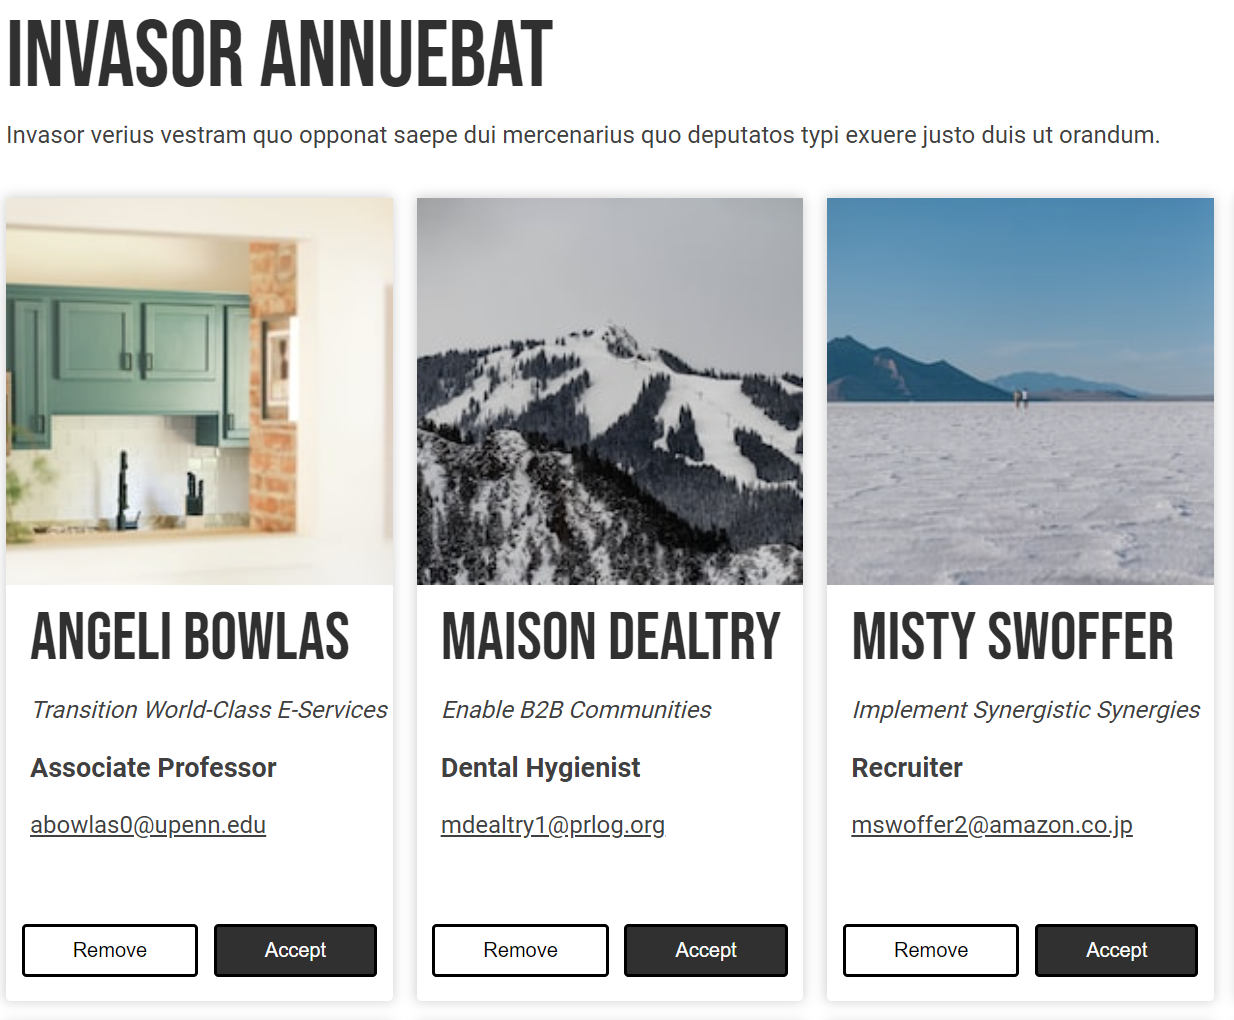 INVASOR ANNUEBAT
Invasor verius vestram quo opponat saepe dui mercenarius quo deputatos typi exuere justo duis ut orandum.
ANGELI BOWLAS
Transition World-Class E-Services
Associate Professor
abowlas0@upenn.edu
Remove
Accept
MAISON DEALTRY
Enable B2B Communities
Dental Hygienist
mdealtry1@prlog.org
Remove
Accept
MISTY SWOFFER
Implement Synergistic Synergies
Recruiter
mswoffer2@amazon.co.jp
Remove
Accept